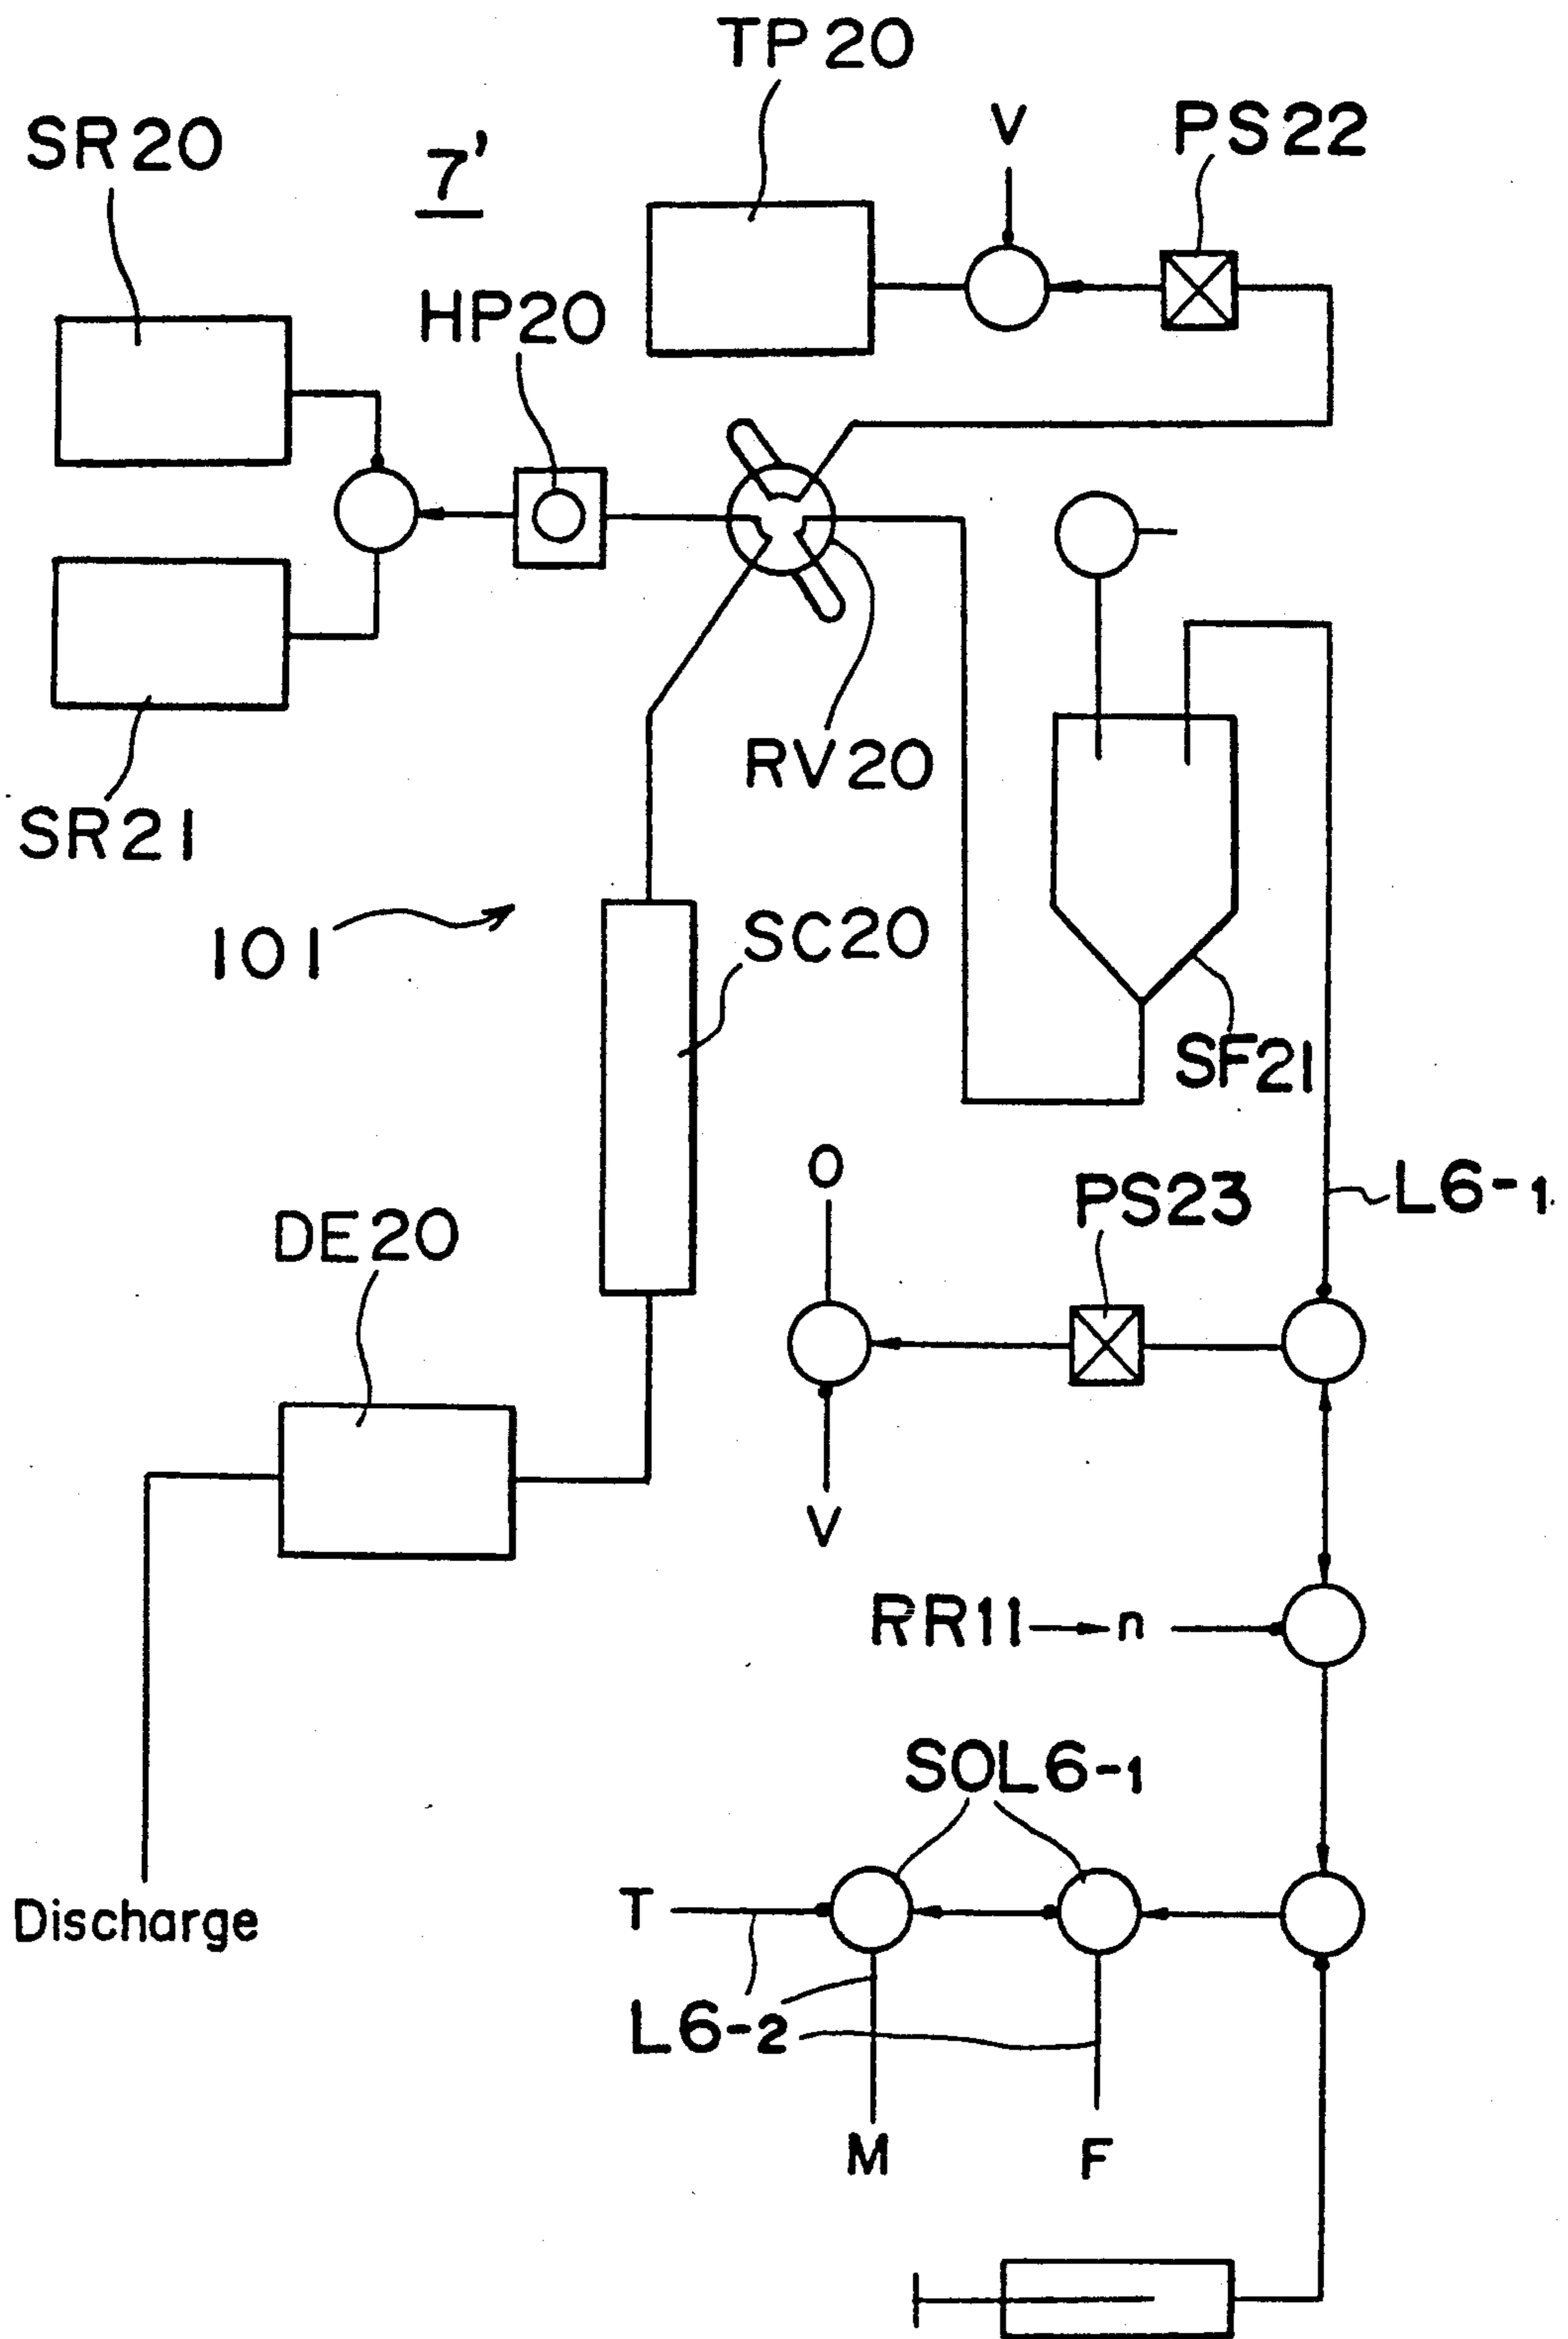 TP20
V
PS22
SR20
7'
HP20
SR21
RV20
101
SC20
SF21
O
PS23
L6-1
DE20
V
RR11 → n
SOL6-1
T
Discharge
L6-2
M
F